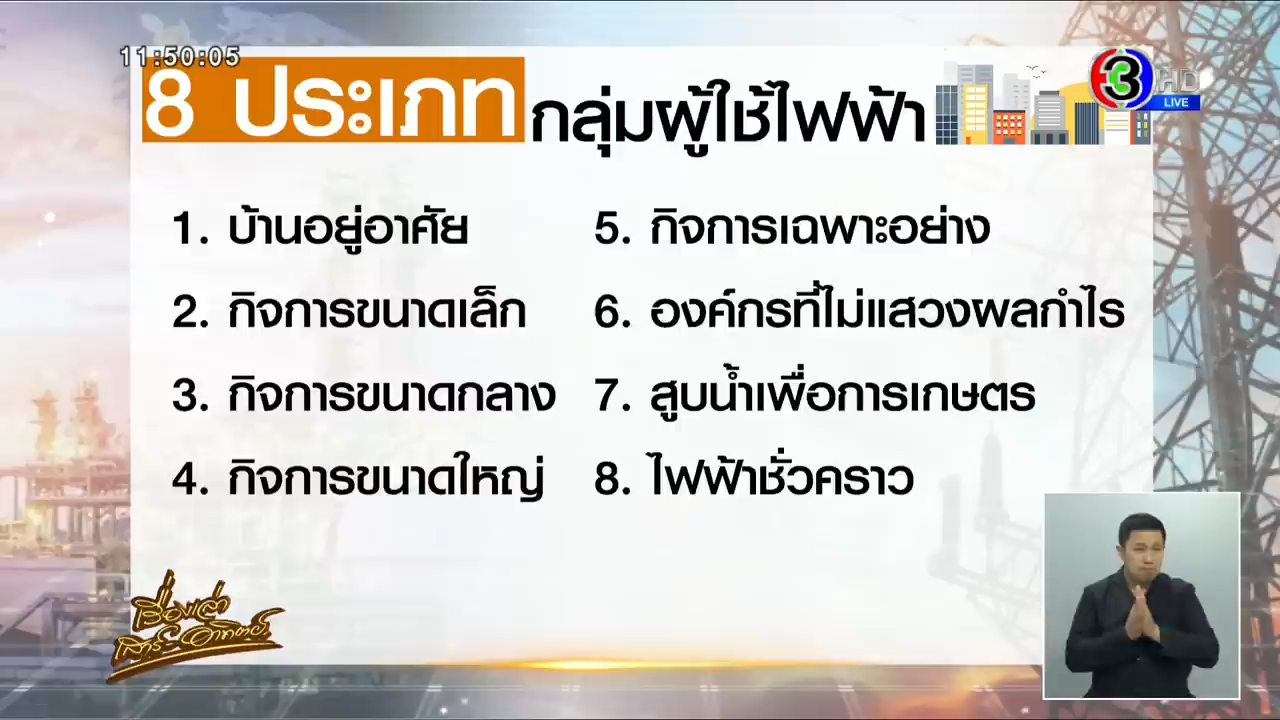 11:50:05
8 ประเภท กลุ่มผู้ใช้ไฟฟ้า
3 HD
LIVE
1. บ้านอยู่อาศัย
2. กิจการขนาดเล็ก
3. กิจการขนาดกลาง
4. กิจการขนาดใหญ่
5. กิจการเฉพาะอย่าง
6. องค์กรที่ไม่แสวงผลกำไร
7. สูบน้ำเพื่อการเกษตร
8. ไฟฟ้าชั่วคราว
เรื่องเล่า
เสาร์-อาทิตย์